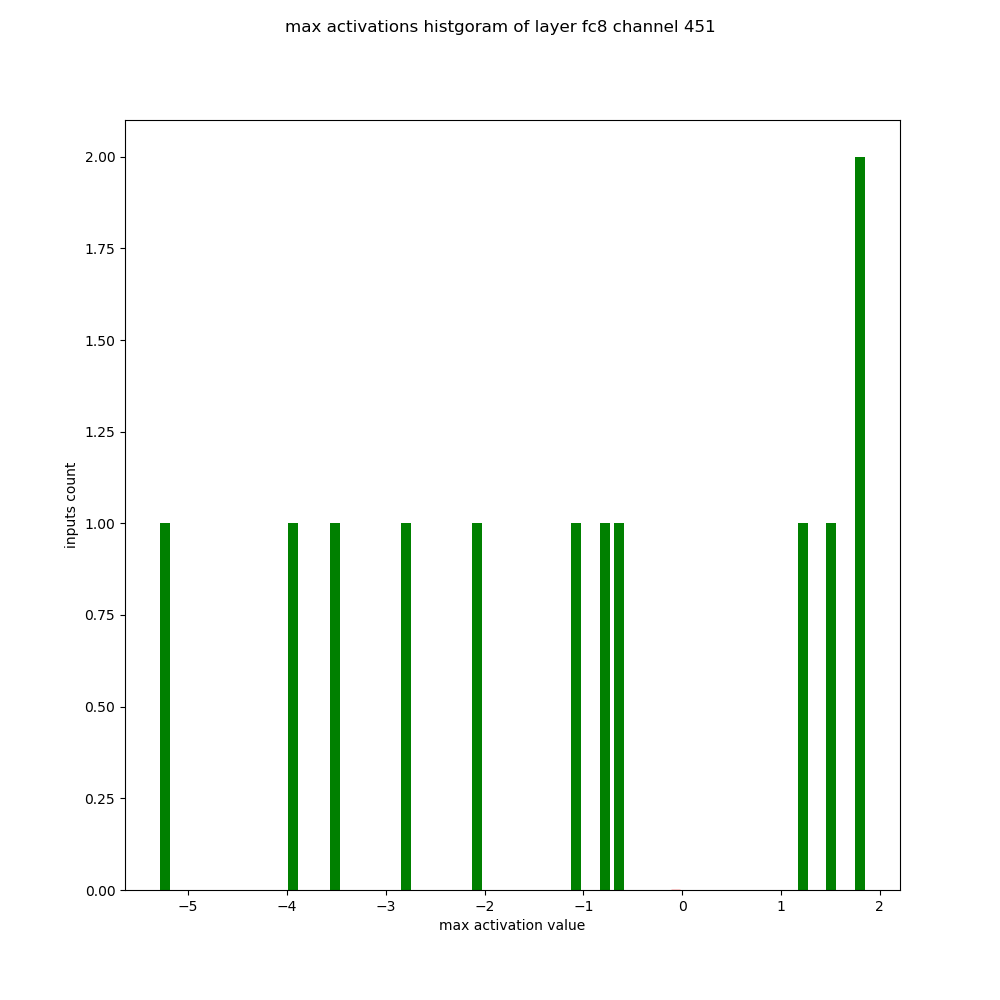 max activations histgoram of layer fc8 channel 451
2.00
1.75
1.50
1.25
1.00
0.75
0.50
0.25
0.00
inputs count
−5 −4 −3 −2 −1 0 1 2
max activation value